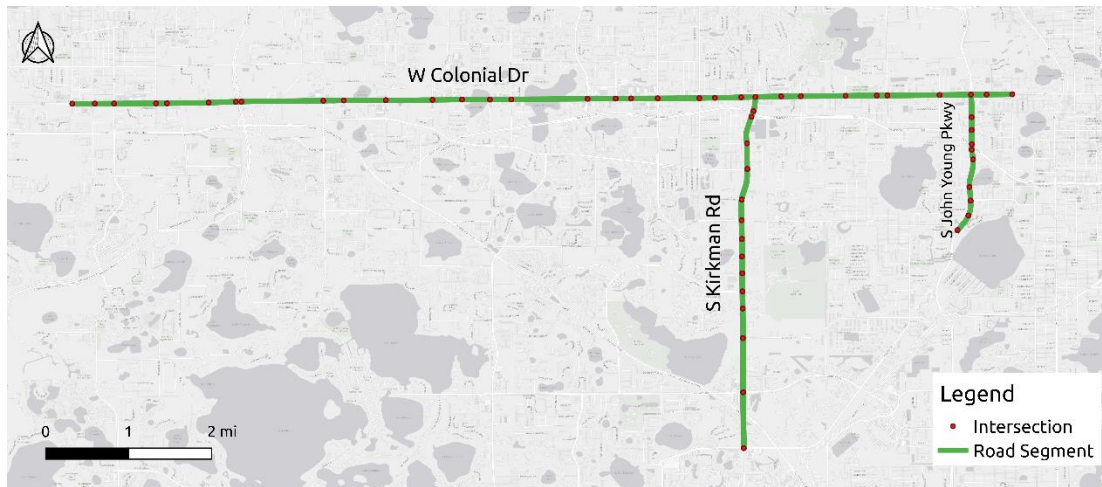 W Colonial Dr
S John Young Pkwy
S Kirkman Rd
Legend
Intersection
Road Segment
0 1 2 mi